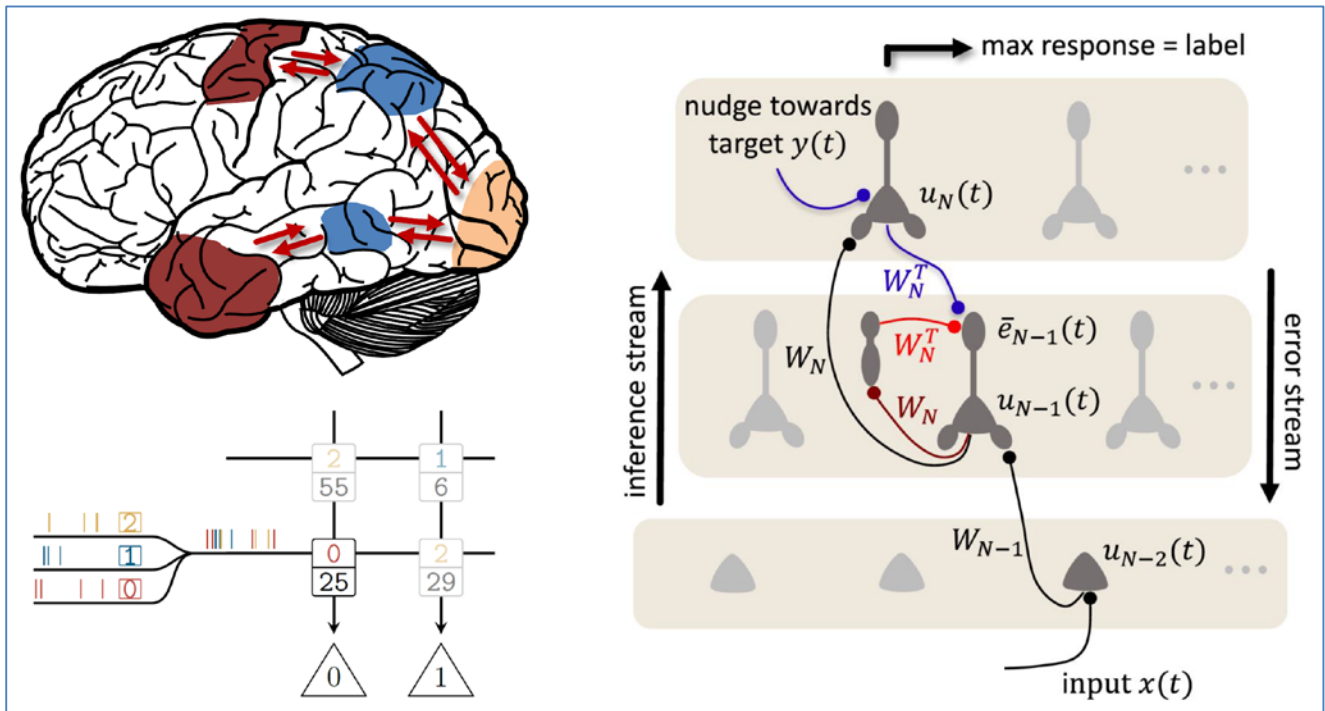 max response = label
nudge towards
target y(t)
u_N(t)
W_N^T
ē_{N-1}(t)
W_N^T
W_N
W_N
u_{N-1}(t)
inference stream
error stream
W_{N-1}
u_{N-2}(t)
input x(t)
2 1
55 6
2
1
0
0 2
25 29
0 1